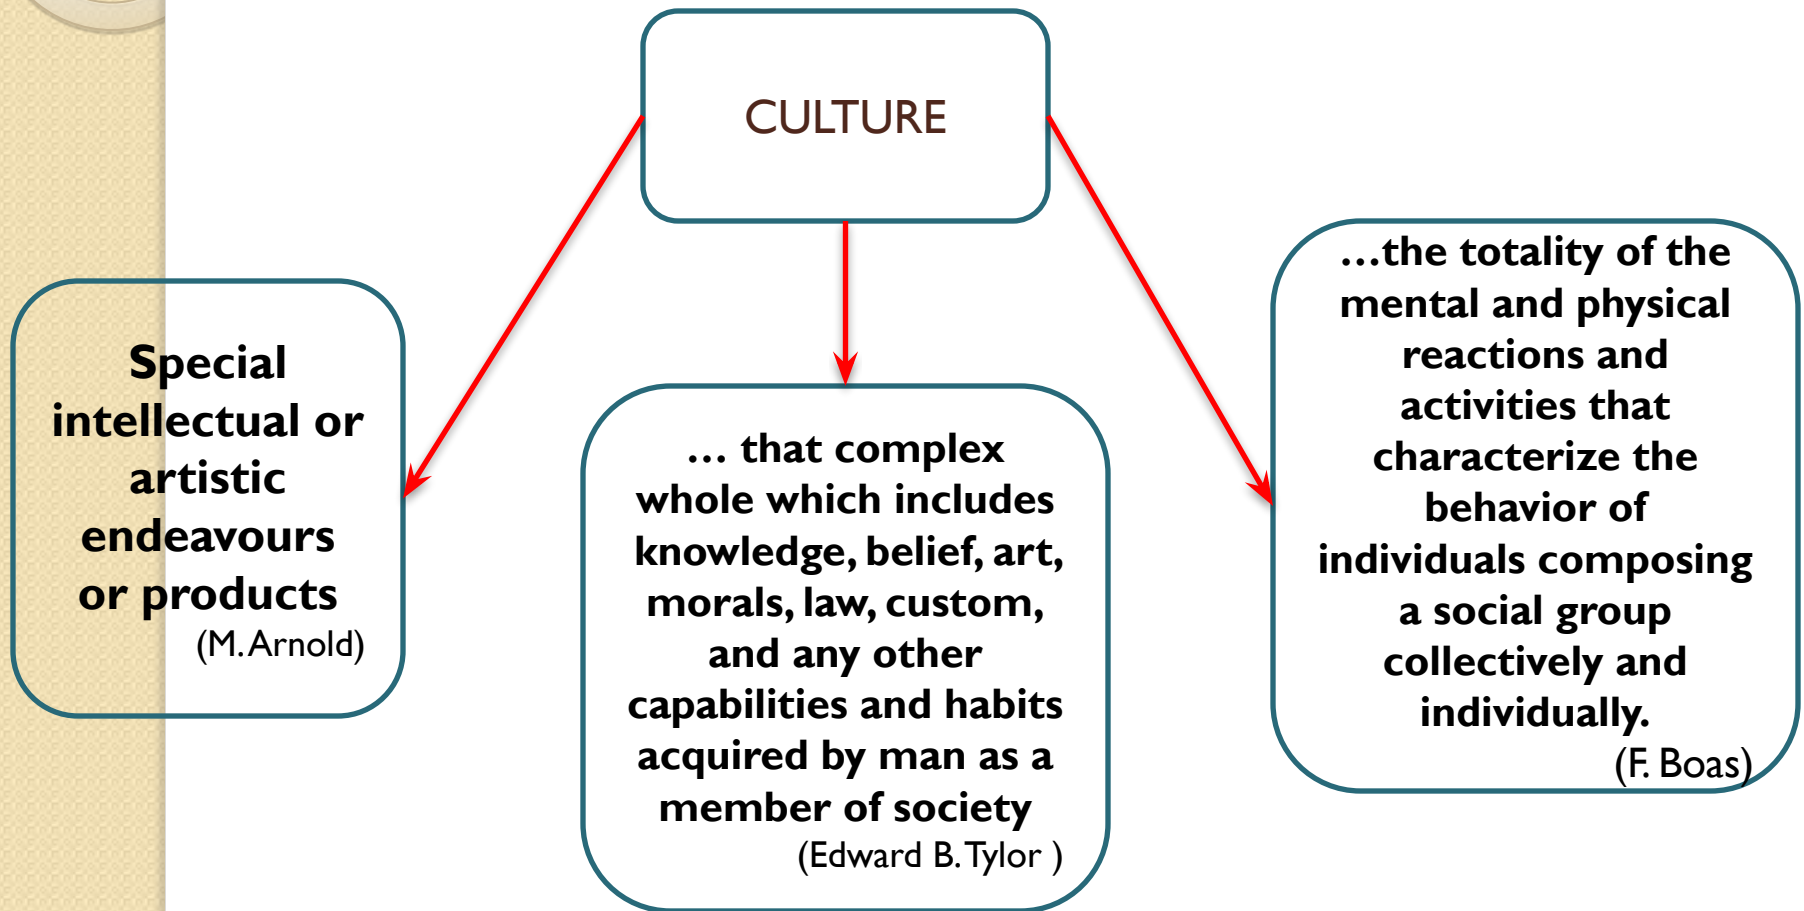 CULTURE
Special
intellectual or
artistic
endeavours
or products
(M. Arnold)
... that complex
whole which includes
knowledge, belief, art,
morals, law, custom,
and any other
capabilities and habits
acquired by man as a
member of society
(Edward B. Tylor )
...the totality of the
mental and physical
reactions and
activities that
characterize the
behavior of
individuals composing
a social group
collectively and
individually.
(F. Boas)